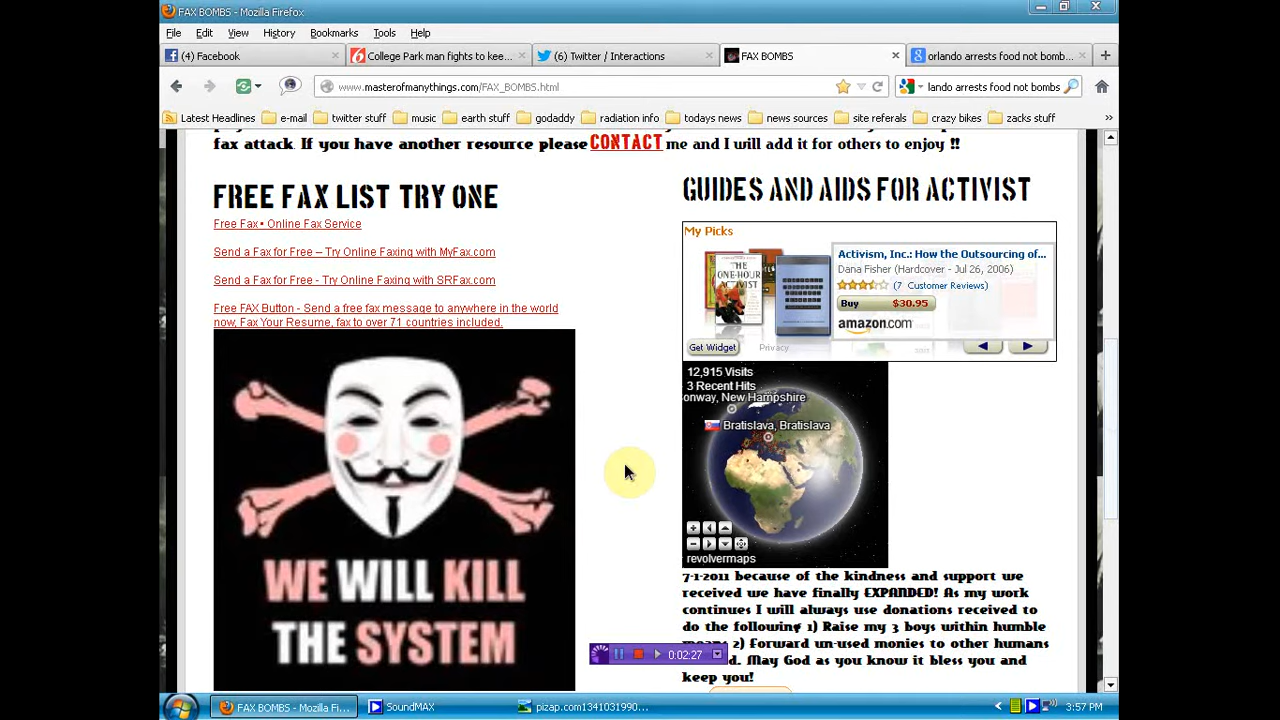 FAX BOMBS - Mozilla Firefox
File Edit View History Bookmarks Tools Help
(4) Facebook
College Park man fights to kee...
(6) Twitter / Interactions
FAX BOMBS
orlando arrests food not bomb...
www.masterofmanythings.com/FAX_BOMBS.html
lando arrests food not bombs
Latest Headlines e-mail twitter stuff music earth stuff godaddy radiation info todays news news sources site referals crazy bikes zacks stuff
fax attack. If you have another resource please CONTACT me and I will add it for others to enjoy !!
FREE FAX LIST TRY ONE
Free Fax • Online Fax Service
Send a Fax for Free – Try Online Faxing with MyFax.com
Send a Fax for Free - Try Online Faxing with SRFax.com
Free FAX Button - Send a free fax message to anywhere in the world
now, Fax Your Resume, fax to over 71 countries included.
WE WILL KILL
THE SYSTEM
GUIDES AND AIDS FOR ACTIVIST
My Picks
THE
ONE-HOUR
ACTIVIST
Activism, Inc.: How the Outsourcing of...
Dana Fisher (Hardcover - Jul 26, 2006)
(7 Customer Reviews)
Buy $30.95
amazon.com
Get Widget
Privacy
12,915 Visits
3 Recent Hits
onway, New Hampshire
Bratislava, Bratislava
revolvermaps
7-1-2011 because of the kindness and support we
received we have finally EXPANDED! As my work
continues I will always use donations received to
do the following 1) Raise my 3 boys within humble
2) forward un-used monies to other humans
May God as you know it bless you and
keep you!
0:02:27
FAX BOMBS - Mozilla Fi...
SoundMAX
pizap.com1341031990...
3:57 PM